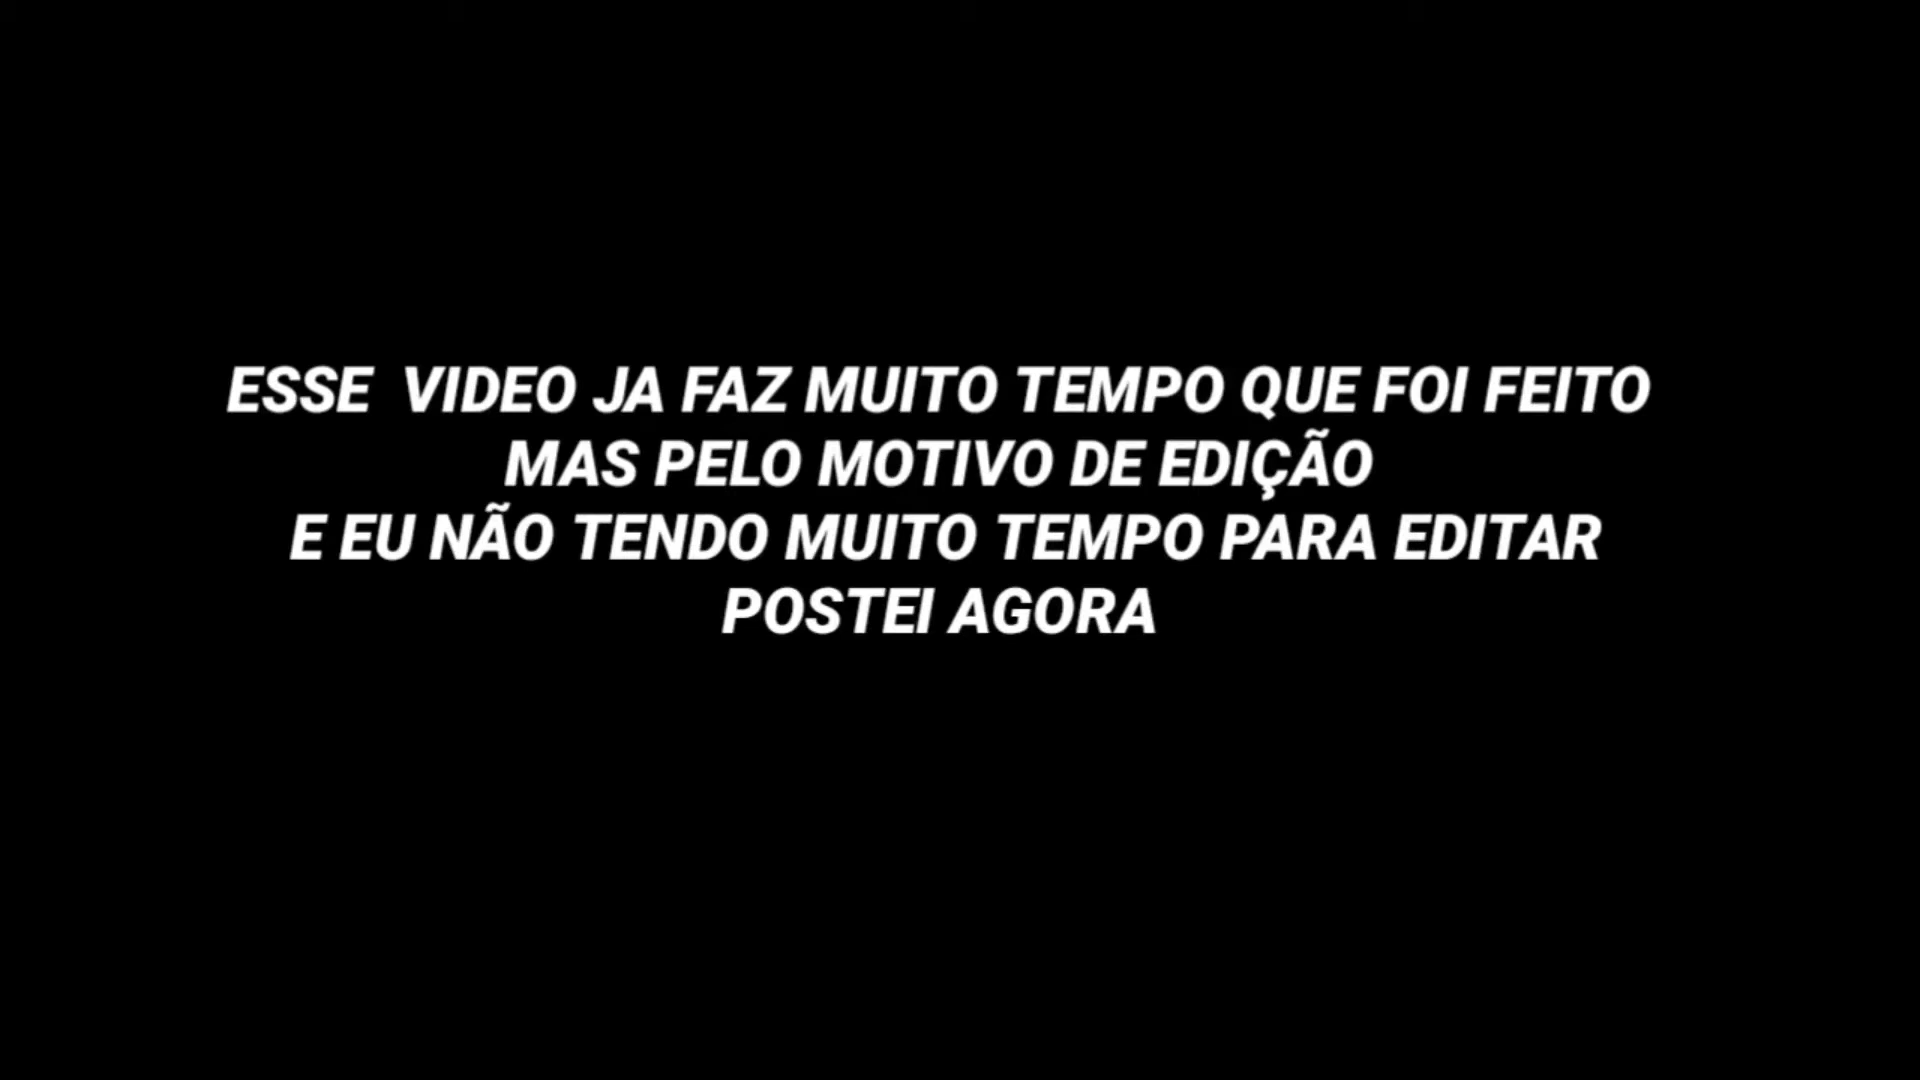 ESSE  VIDEO JA FAZ MUITO TEMPO QUE FOI FEITO
MAS PELO MOTIVO DE EDIÇÃO
E EU NÃO TENDO MUITO TEMPO PARA EDITAR
POSTEI AGORA